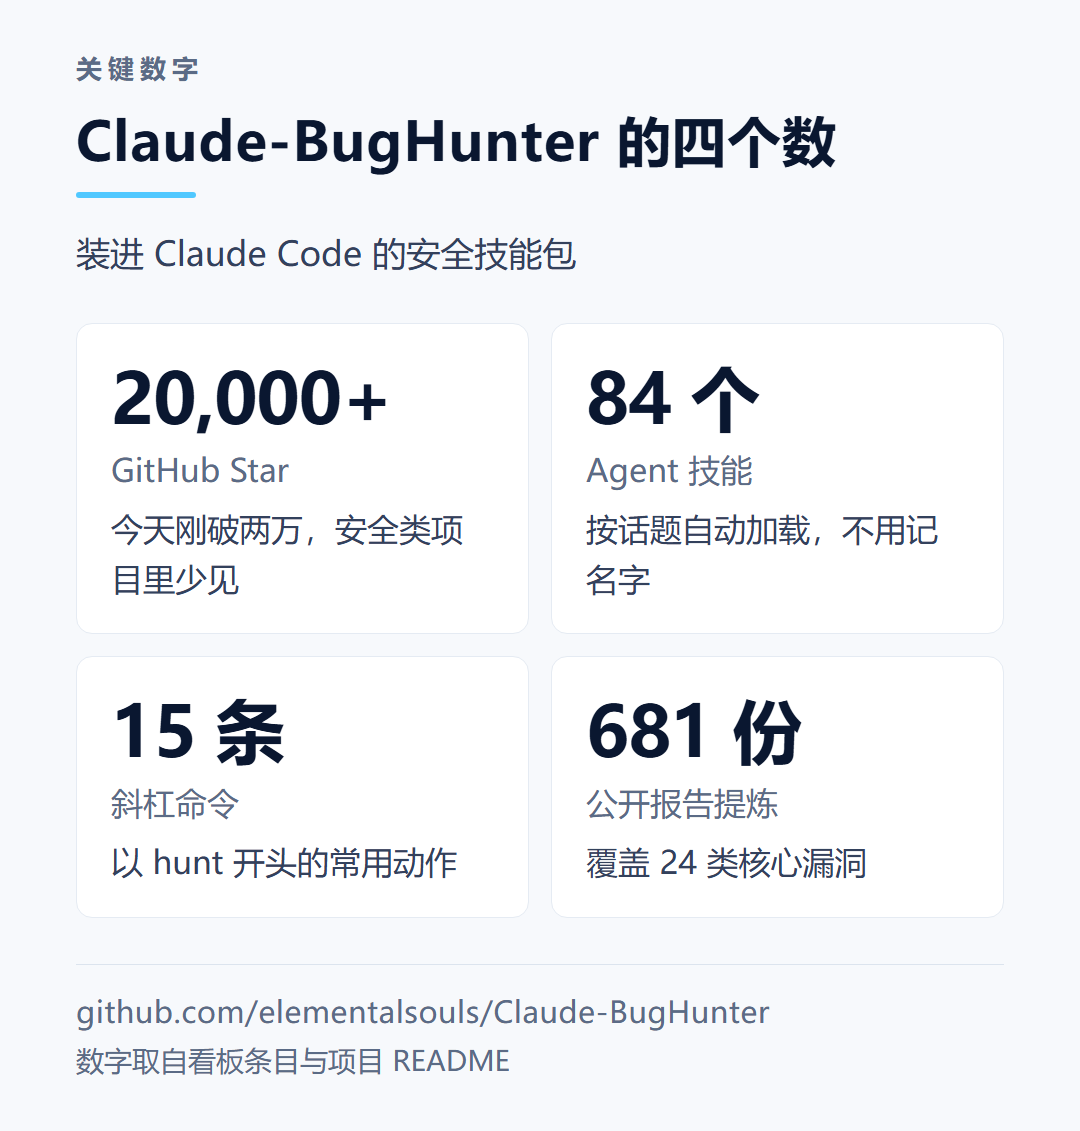 关键数字
Claude-BugHunter 的四个数
装进 Claude Code 的安全技能包
20,000+
GitHub Star
今天刚破两万，安全类项
目里少见
84 个
Agent 技能
按话题自动加载，不用记
名字
15 条
斜杠命令
以 hunt 开头的常用动作
681 份
公开报告提炼
覆盖 24 类核心漏洞
github.com/elementalsouls/Claude-BugHunter
数字取自看板条目与项目 README